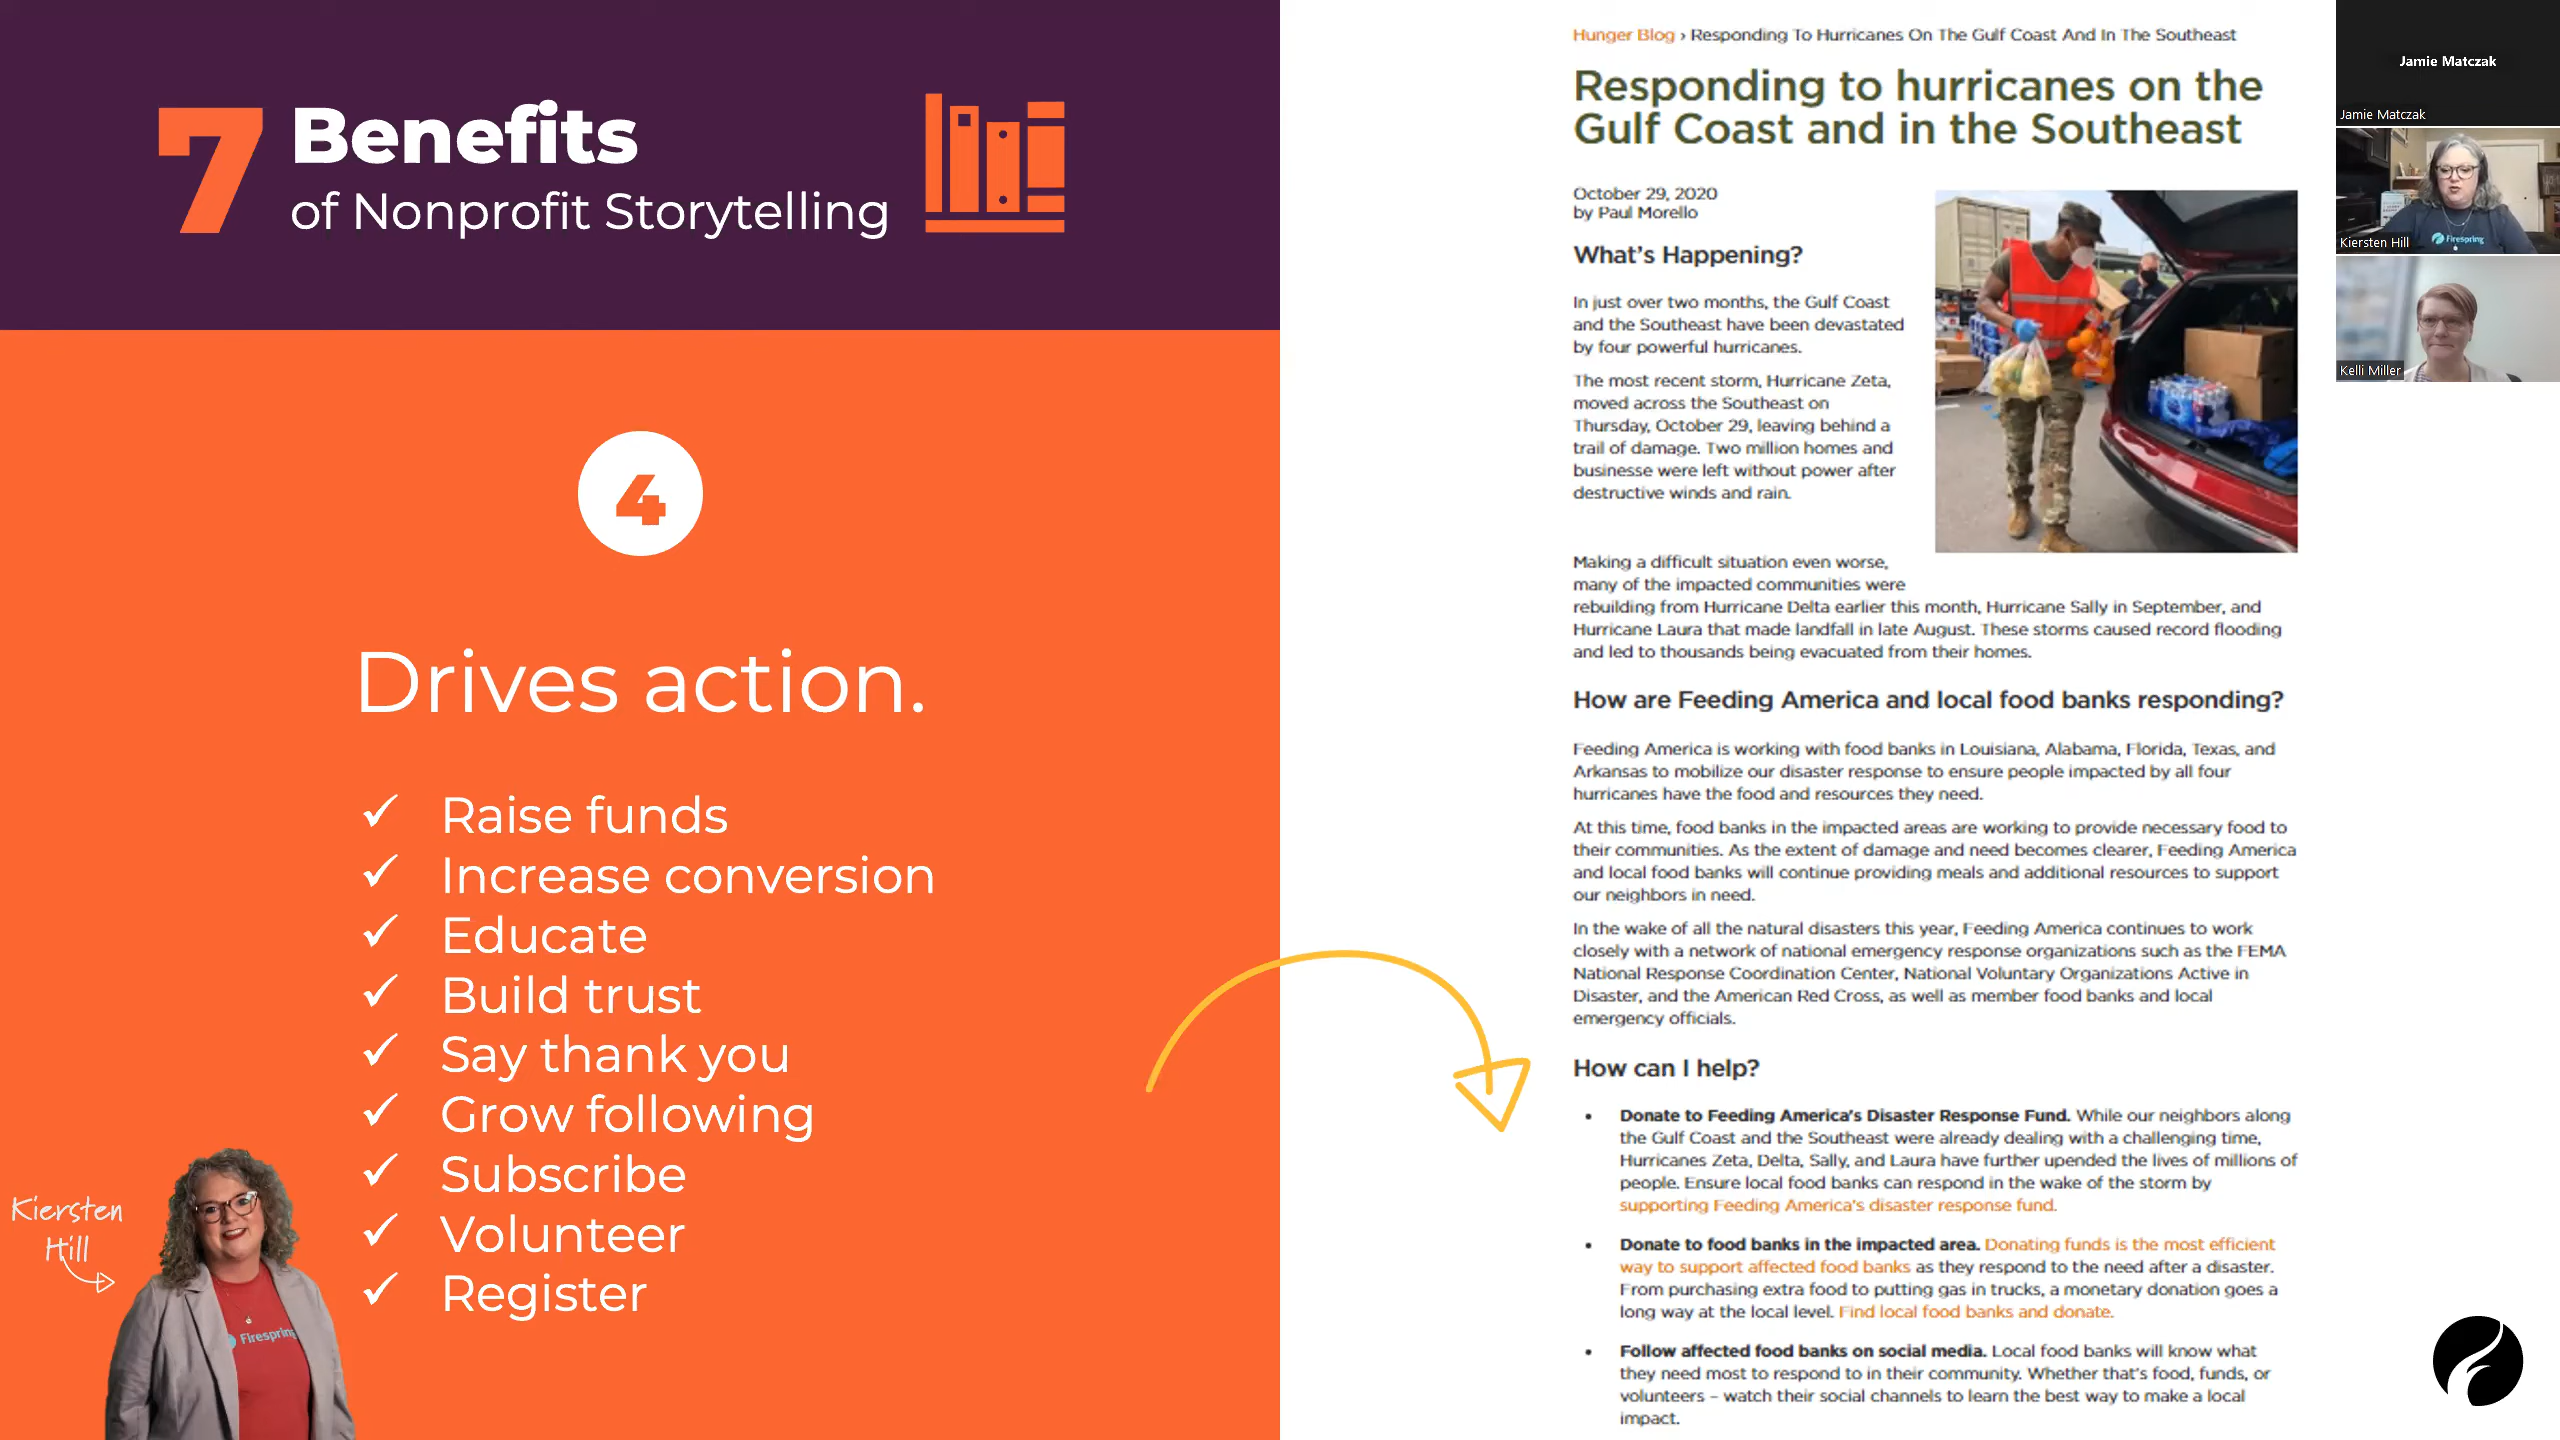 7 Benefits
of Nonprofit Storytelling
4
Drives action.
✓ Raise funds
✓ Increase conversion
✓ Educate
✓ Build trust
✓ Say thank you
✓ Grow following
✓ Subscribe
✓ Volunteer
✓ Register
Kiersten
Hill
Firespring
Hunger Blog › Responding To Hurricanes On The Gulf Coast And In The Southeast
Responding to hurricanes on the
Gulf Coast and in the Southeast
October 29, 2020
by Paul Morello
What's Happening?
In just over two months, the Gulf Coast
and the Southeast have been devastated
by four powerful hurricanes.
The most recent storm, Hurricane Zeta,
moved across the Southeast on
Thursday, October 29, leaving behind a
trail of damage. Two million homes and
businesse were left without power after
destructive winds and rain.
Making a difficult situation even worse,
many of the impacted communities were
rebuilding from Hurricane Delta earlier this month, Hurricane Sally in September, and
Hurricane Laura that made landfall in late August. These storms caused record flooding
and led to thousands being evacuated from their homes.
How are Feeding America and local food banks responding?
Feeding America is working with food banks in Louisiana, Alabama, Florida, Texas, and
Arkansas to mobilize our disaster response to ensure people impacted by all four
hurricanes have the food and resources they need.
At this time, food banks in the impacted areas are working to provide necessary food to
their communities. As the extent of damage and need becomes clearer, Feeding America
and local food banks will continue providing meals and additional resources to support
our neighbors in need.
In the wake of all the natural disasters this year, Feeding America continues to work
closely with a network of national emergency response organizations such as the FEMA
National Response Coordination Center, National Voluntary Organizations Active in
Disaster, and the American Red Cross, as well as member food banks and local
emergency officials.
How can I help?
• Donate to Feeding America's Disaster Response Fund. While our neighbors along
the Gulf Coast and the Southeast were already dealing with a challenging time,
Hurricanes Zeta, Delta, Sally, and Laura have further upended the lives of millions of
people. Ensure local food banks can respond in the wake of the storm by
supporting Feeding America's disaster response fund.
• Donate to food banks in the impacted area. Donating funds is the most efficient
way to support affected food banks as they respond to the need after a disaster.
From purchasing extra food to putting gas in trucks, a monetary donation goes a
long way at the local level. Find local food banks and donate.
• Follow affected food banks on social media. Local food banks will know what
they need most to respond to in their community. Whether that's food, funds, or
volunteers – watch their social channels to learn the best way to make a local
impact.
Jamie Matczak
Jamie Matczak
Kiersten Hill
Firespring
Kelli Miller